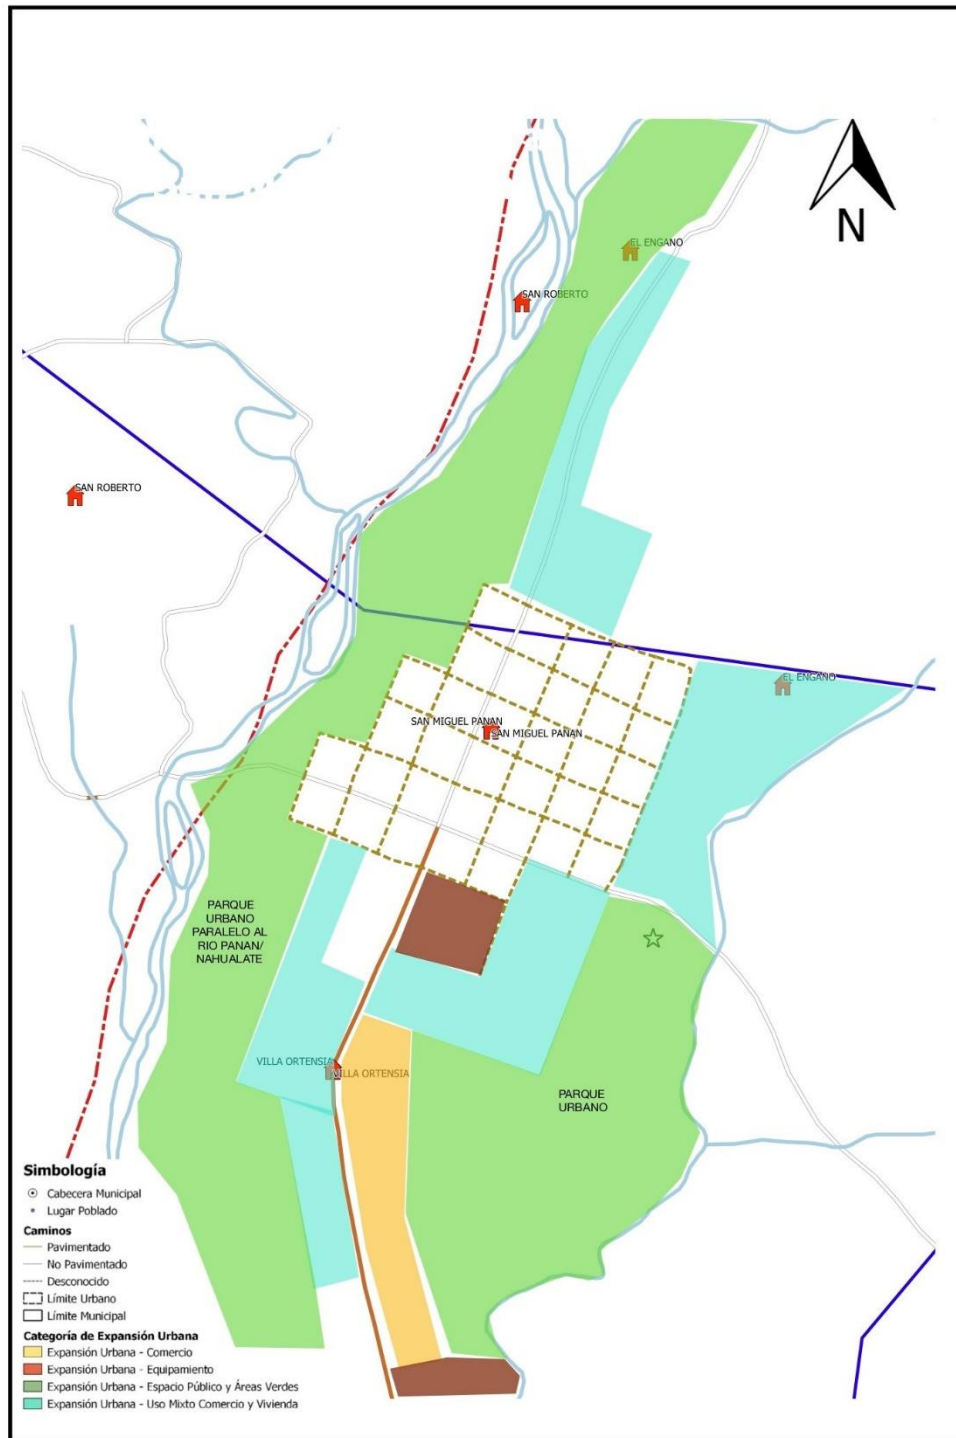 N
EL ENGANO
SAN ROBERTO
SAN ROBERTO
EL ENGANO
SAN MIGUEL PANAN
SAN MIGUEL PANAN
PARQUE
URBANO
PARALELO AL
RIO PANAN/
NAHUALATE
VILLA ORTENSIA
VILLA ORTENSIA
PARQUE
URBANO
Simbología
Cabecera Municipal
Lugar Poblado
Caminos
Pavimentado
No Pavimentado
Desconocido
Límite Urbano
Límite Municipal
Categoría de Expansión Urbana
Expansión Urbana - Comercio
Expansión Urbana - Equipamiento
Expansión Urbana - Espacio Público y Áreas Verdes
Expansión Urbana - Uso Mixto Comercio y Vivienda